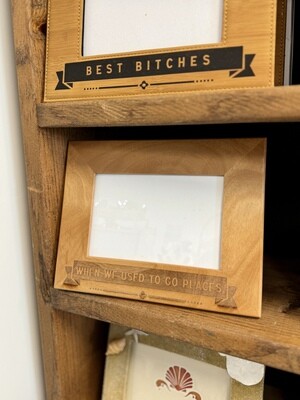 BEST BITCHES
WHEN WE USED TO GO PLACES